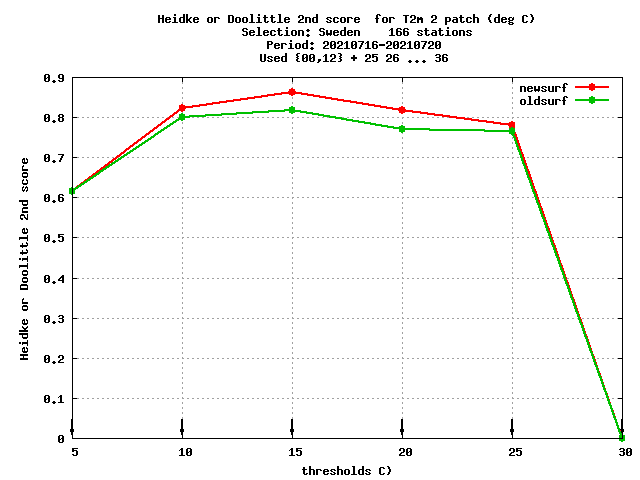 Heidke or Doolittle 2nd score  for T2m 2 patch (deg C)
Selection: Sweden    166 stations
Period: 20210716-20210720
Used {00,12} + 25 26 ... 36
newsurf
oldsurf
Heidke or Doolittle 2nd score
0.9
0.8
0.7
0.6
0.5
0.4
0.3
0.2
0.1
0
5 10 15 20 25 30
thresholds C)